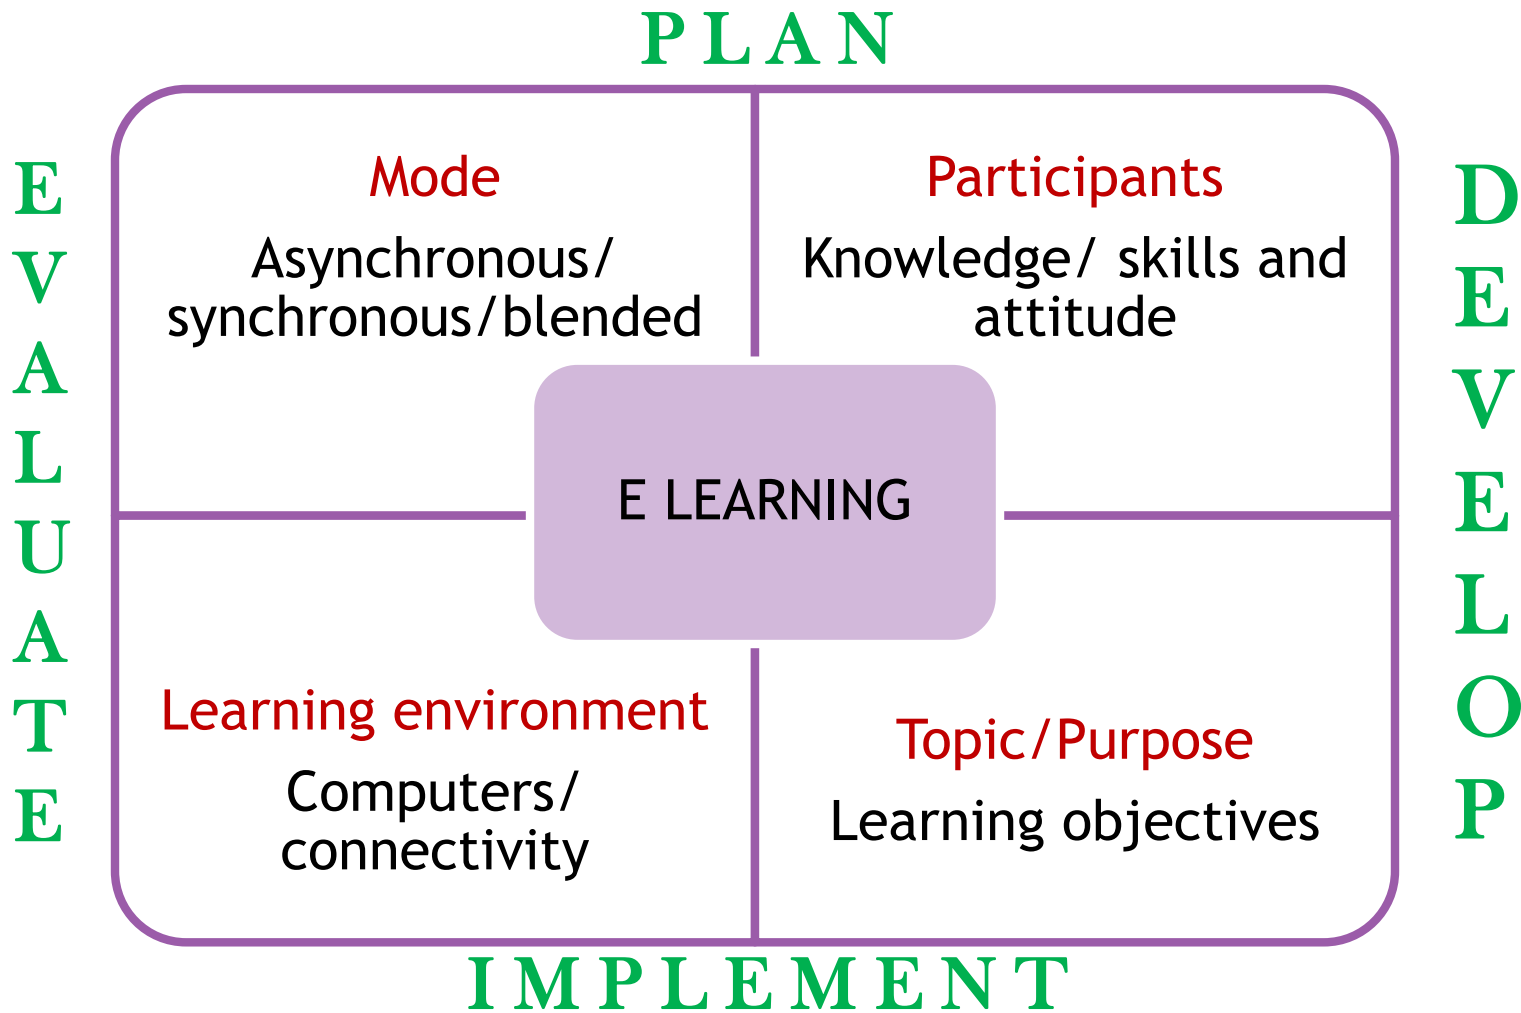 PLAN
EVALUATE
Mode
Asynchronous/
synchronous/blended
Participants
Knowledge/ skills and
attitude
DEVELOP
E LEARNING
Learning environment
Computers/
connectivity
Topic/Purpose
Learning objectives
IMPLEMENT